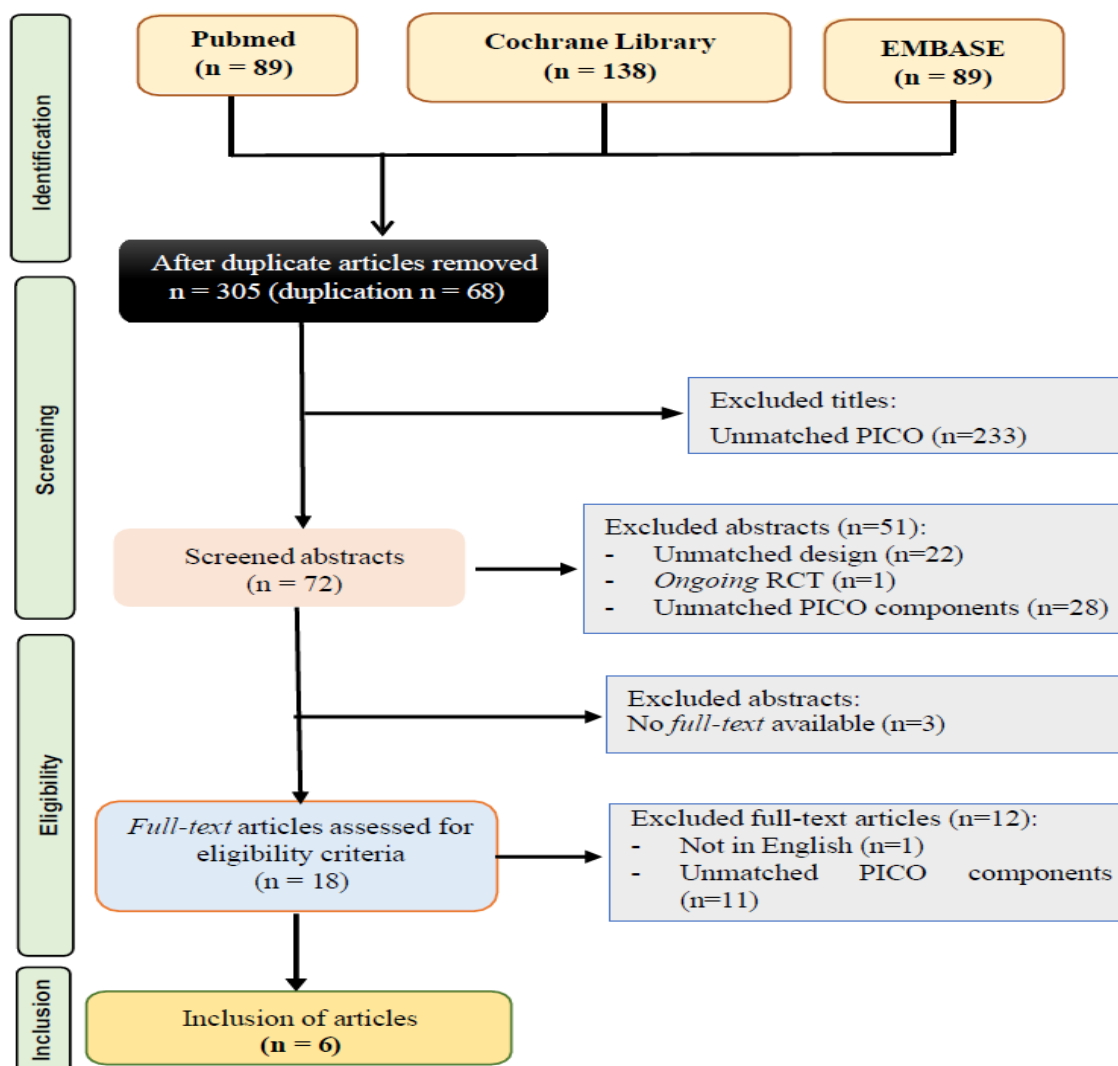 Pubmed
(n = 89)
Cochrane Library
(n = 138)
EMBASE
(n = 89)
Identification
After duplicate articles removed
n = 305 (duplication n = 68)
Screening
Excluded titles:
Unmatched PICO (n=233)
Screened abstracts
(n = 72)
Excluded abstracts (n=51):
- Unmatched design (n=22)
- Ongoing RCT (n=1)
- Unmatched PICO components (n=28)
Eligibility
Excluded abstracts:
No full-text available (n=3)
Full-text articles assessed for
eligibility criteria
(n = 18)
Excluded full-text articles (n=12):
- Not in English (n=1)
- Unmatched PICO components
(n=11)
Inclusion
Inclusion of articles
(n = 6)